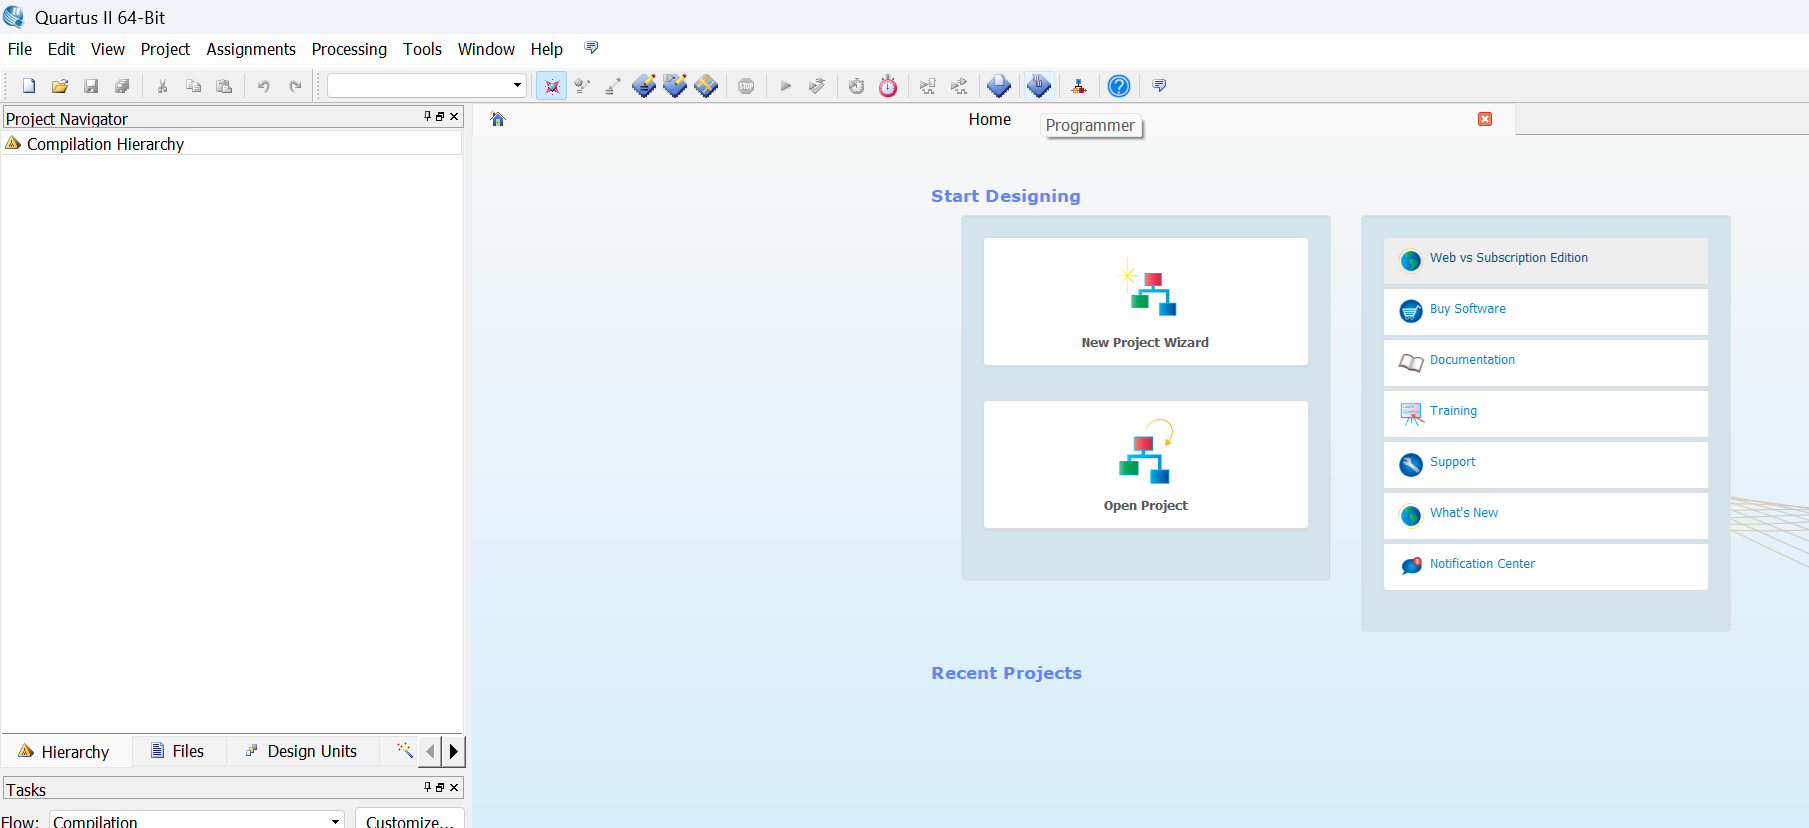 Quartus II 64-Bit
File Edit View Project Assignments Processing Tools Window Help
STOP
Project Navigator
Compilation Hierarchy
Home
Programmer
Start Designing
New Project Wizard
Open Project
Web vs Subscription Edition
Buy Software
Documentation
Training
Support
What's New
Notification Center
Recent Projects
Hierarchy Files Design Units
Tasks
Flow: Compilation Customize...